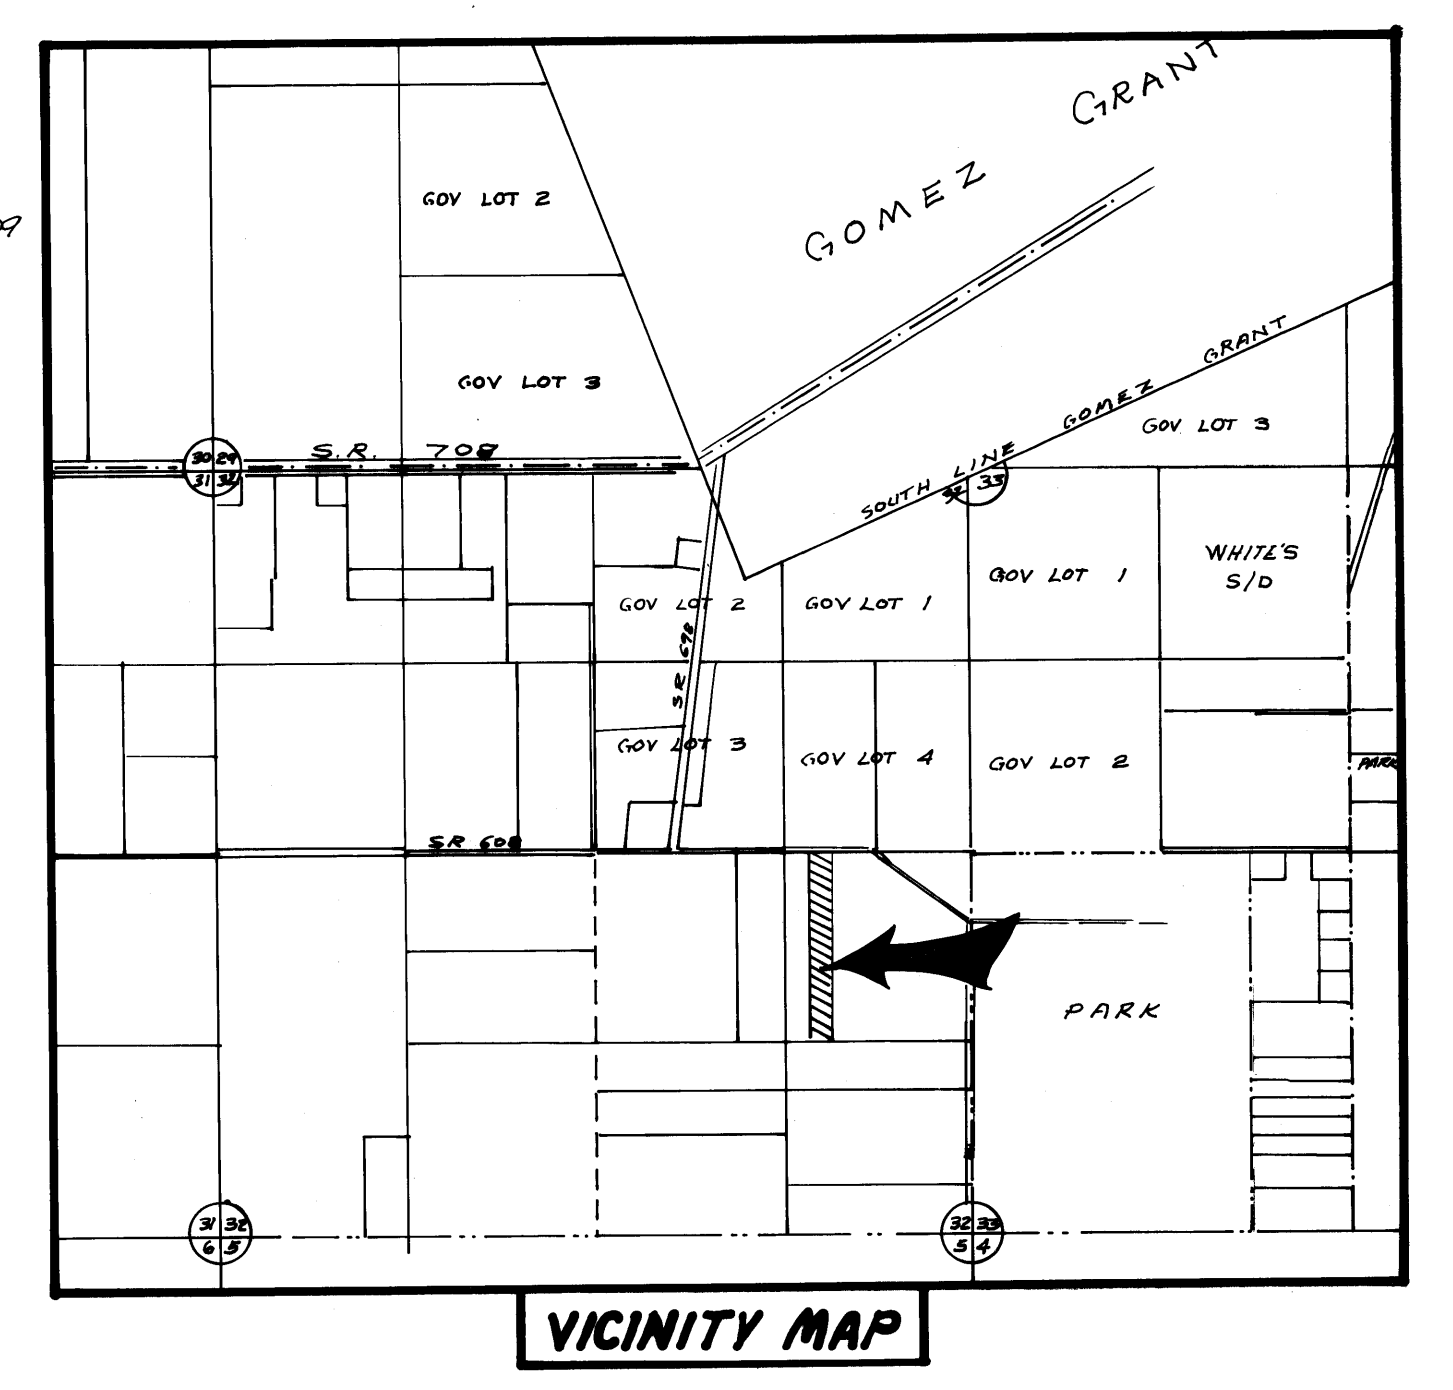 GRANT
GOMEZ
GOV LOT 2
GOV LOT 3
SOUTH LINE GOMEZ GRANT
GOV LOT 3
S.R. 708
30 29
31 32
32 33
WHITE'S
S/D
GOV LOT 1
GOV LOT 2
GOV LOT 1
SR
GOV LOT 3
GOV LOT 4
GOV LOT 2
PARK
SR 608
PARK
31 32
6 5
32 33
5 4
VICINITY MAP